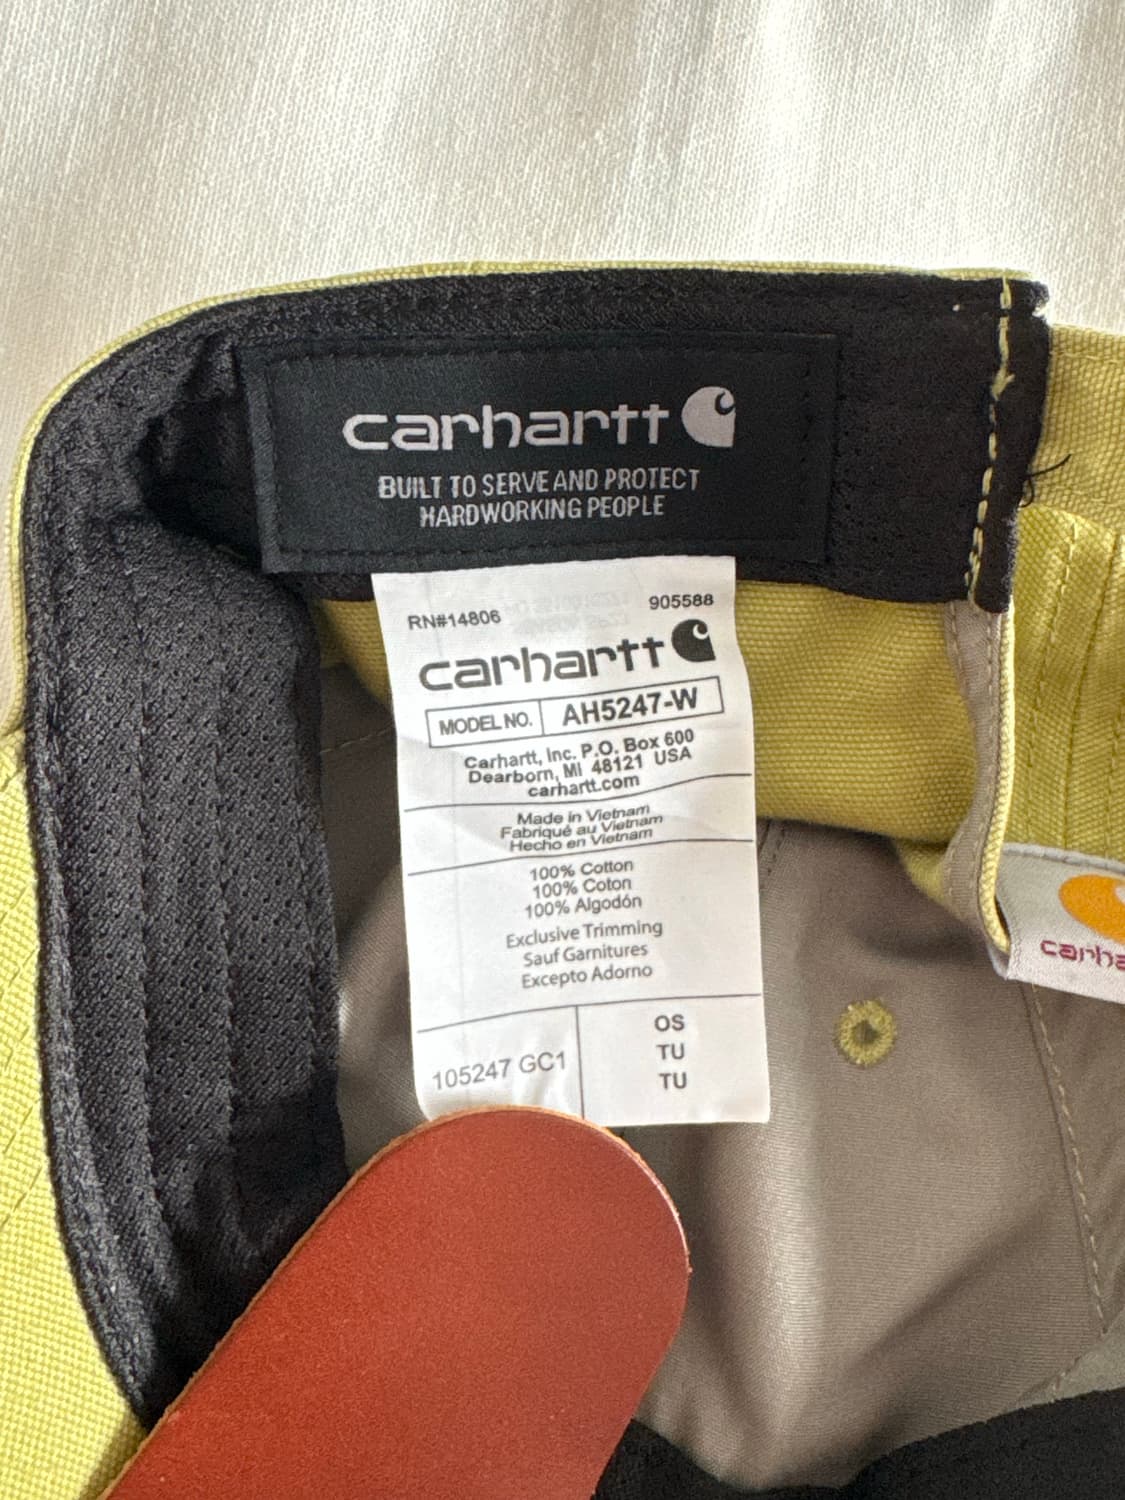 carhartt
BUILT TO SERVE AND PROTECT
HARDWORKING PEOPLE
RN#14806 905588
carhartt
MODEL NO. AH5247-W
Carhartt, Inc. P.O. Box 600
Dearborn, MI 48121 USA
carhartt.com
Made in Vietnam
Fabriqué au Vietnam
Hecho en Vietnam
100% Cotton
100% Coton
100% Algodón
Exclusive Trimming
Sauf Garnitures
Excepto Adorno
105247 GC1
OS
TU
TU
carha